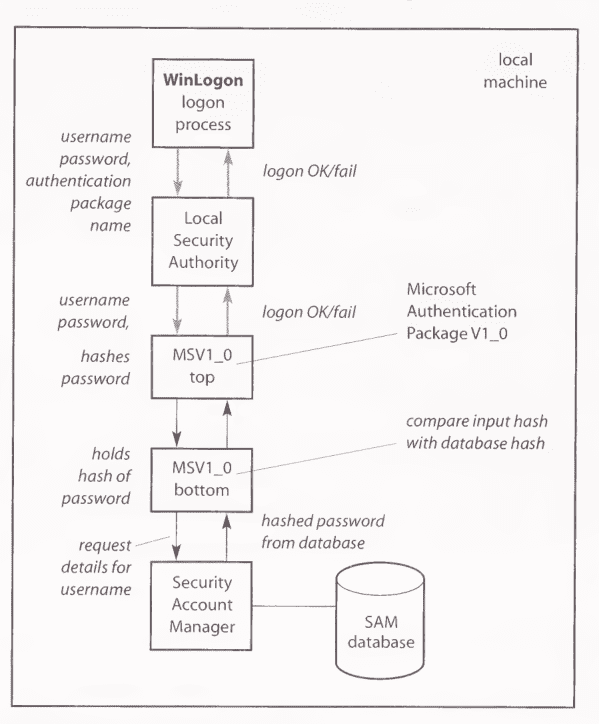 local
machine
WinLogon
logon
process
username
password,
authentication
package
name
logon OK/fail
Local
Security
Authority
username
password,
logon OK/fail
Microsoft
Authentication
Package V1_0
hashes
password
MSV1_0
top
compare input hash
with database hash
holds
hash of
password
MSV1_0
bottom
hashed password
from database
request
details for
username
Security
Account
Manager
SAM
database